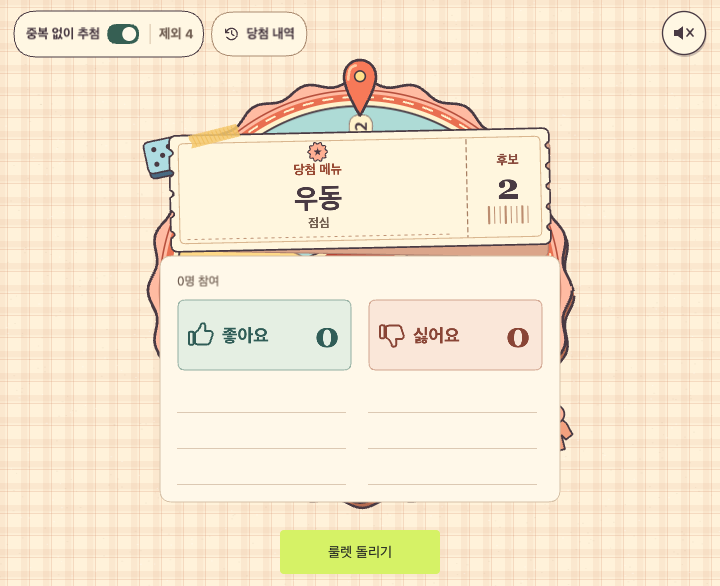 중복 없이 추첨
제외 4
당첨 내역
2
당첨 메뉴
우동
점심
후보
2
0명 참여
좋아요 0
싫어요 0
룰렛 돌리기